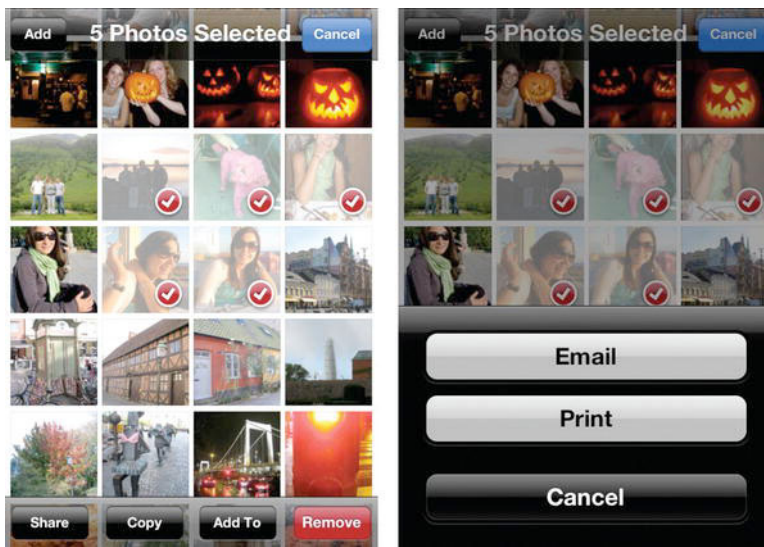 Add 5 Photos Selected Cancel
Share Copy Add To Remove
Add 5 Photos Selected Cancel
Email
Print
Cancel